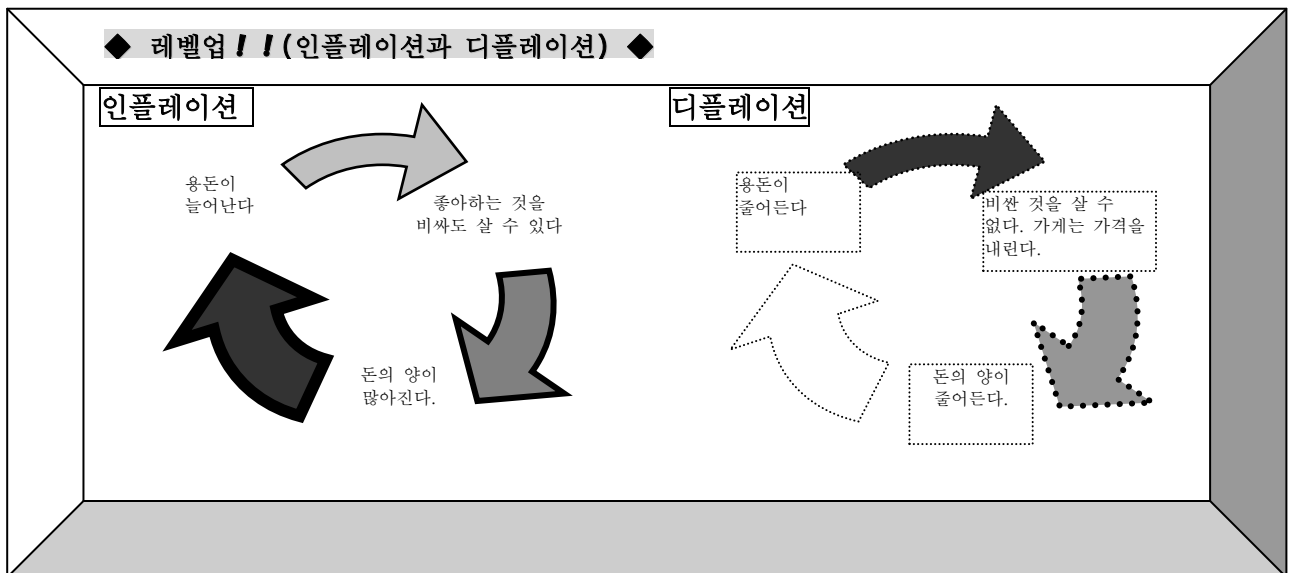 ◆ 레벨업!!(인플레이션과 디플레이션) ◆
인플레이션
용돈이
늘어난다
좋아하는 것을
비싸도 살 수 있다
돈의 양이
많아진다.
디플레이션
용돈이
줄어든다
비싼 것을 살 수
없다. 가게는 가격을
내린다.
돈의 양이
줄어든다.